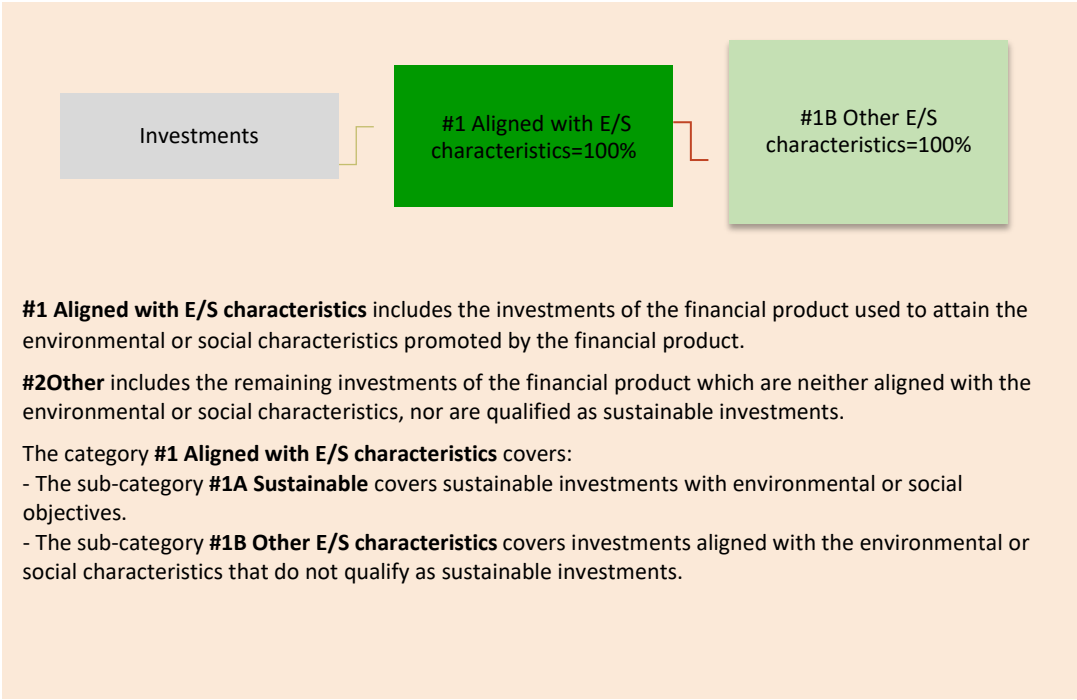 Investments
#1 Aligned with E/S
characteristics=100%
#1B Other E/S
characteristics=100%
#1 Aligned with E/S characteristics includes the investments of the financial product used to attain the
environmental or social characteristics promoted by the financial product.
#2Other includes the remaining investments of the financial product which are neither aligned with the
environmental or social characteristics, nor are qualified as sustainable investments.
The category #1 Aligned with E/S characteristics covers:
- The sub-category #1A Sustainable covers sustainable investments with environmental or social
objectives.
- The sub-category #1B Other E/S characteristics covers investments aligned with the environmental or
social characteristics that do not qualify as sustainable investments.